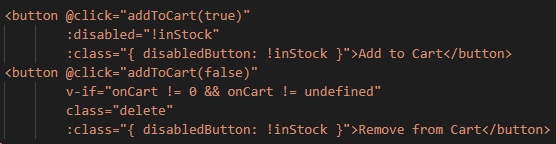 <button @click="addToCart(true)"
:disabled="!inStock"
:class="{ disabledButton: !inStock }">Add to Cart</button>
<button @click="addToCart(false)"
v-if="onCart != 0 && onCart != undefined"
class="delete"
:class="{ disabledButton: !inStock }">Remove from Cart</button>